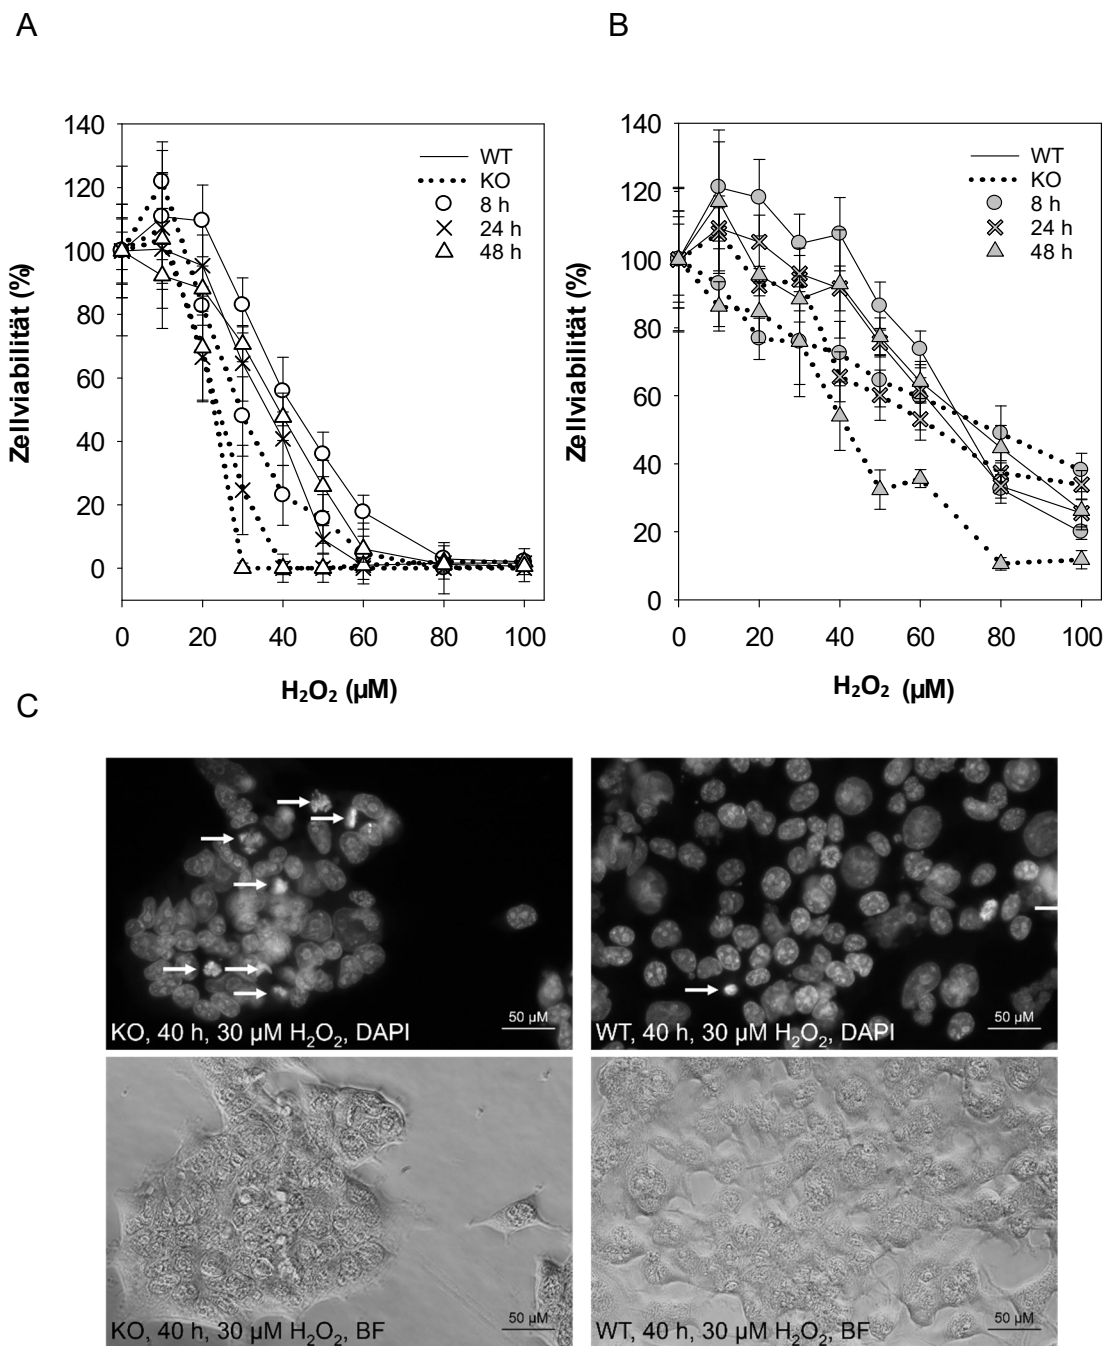 A
B
140
120
100
80
60
40
20
0
Zellviabilität (%)
WT
KO
8 h
24 h
48 h
0 20 40 60 80 100
H₂O₂ (µM)
140
120
100
80
60
40
20
0
Zellviabilität (%)
WT
KO
8 h
24 h
48 h
0 20 40 60 80 100
H₂O₂ (µM)
C
KO, 40 h, 30 µM H₂O₂, DAPI
50 µM
WT, 40 h, 30 µM H₂O₂, DAPI
50 µM
KO, 40 h, 30 µM H₂O₂, BF
50 µM
WT, 40 h, 30 µM H₂O₂, BF
50 µM